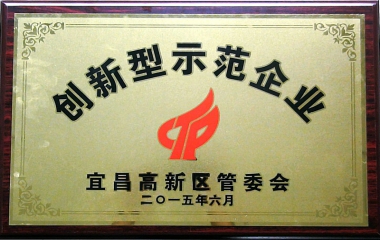 创新型示范企业
宜昌高新区管委会
二〇一五年六月